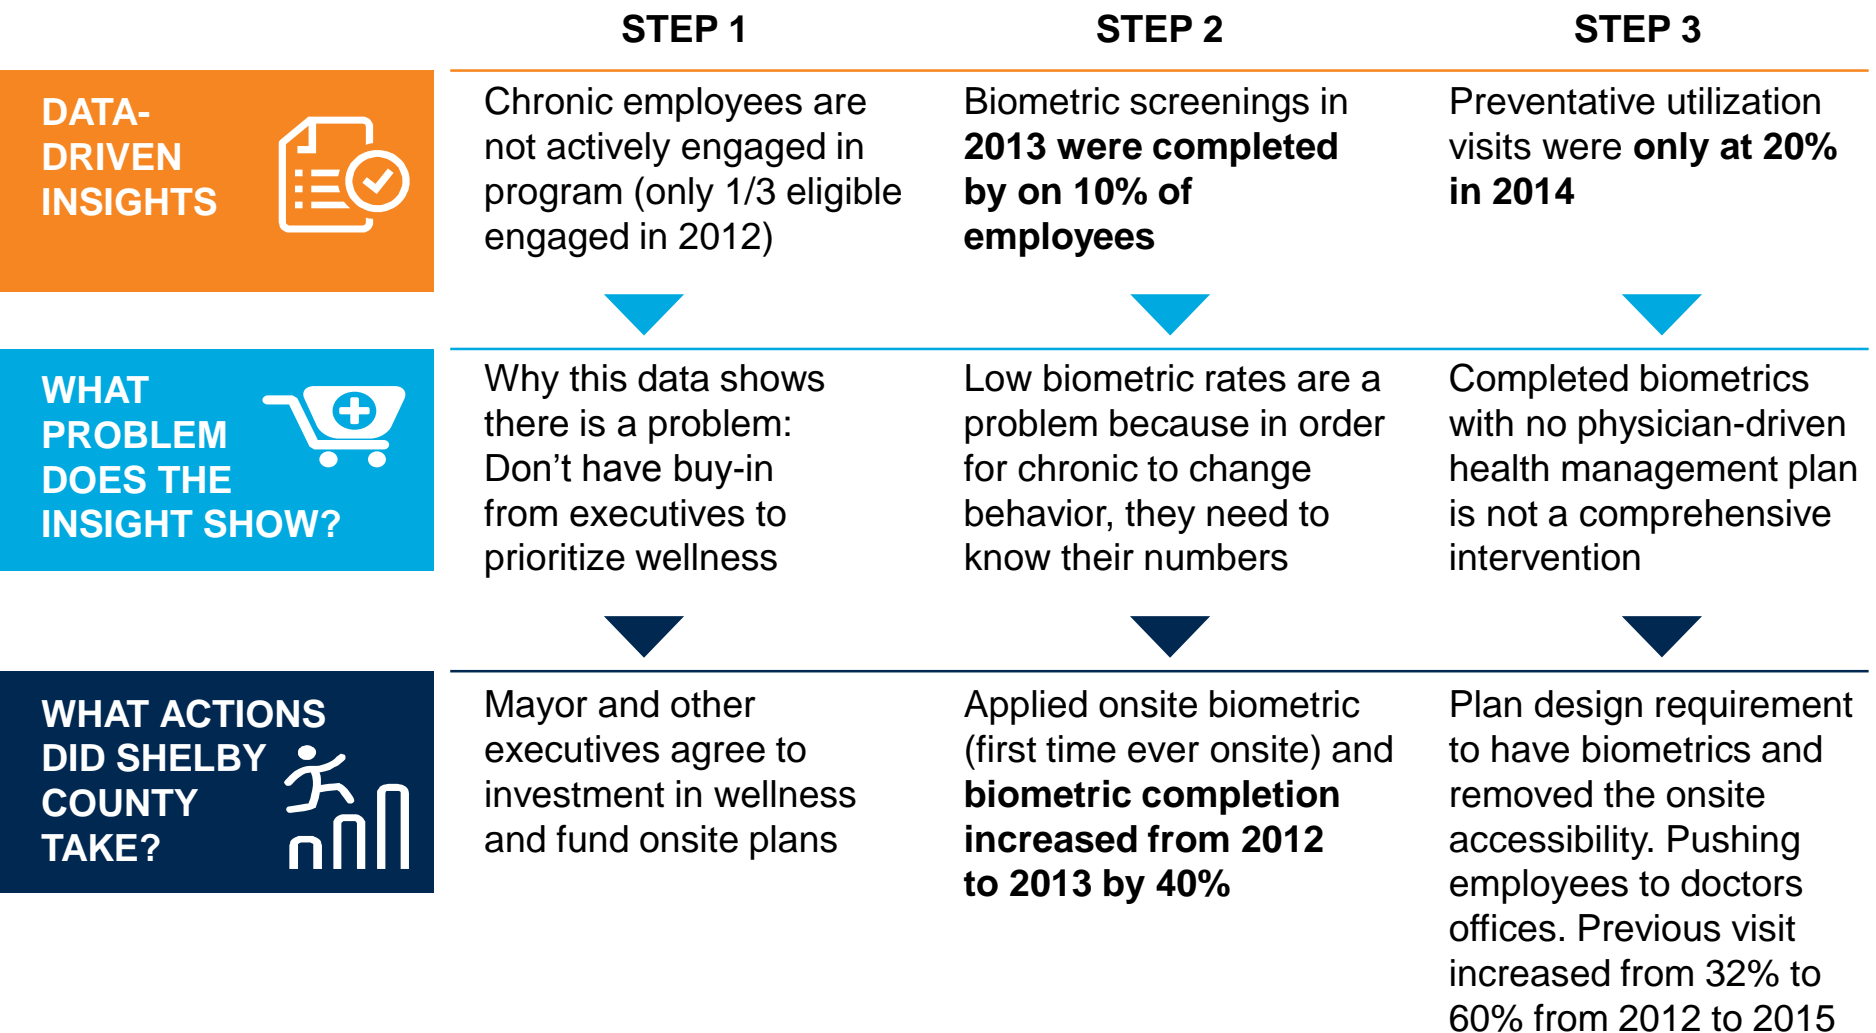 STEP 1
STEP 2
STEP 3
DATA-
DRIVEN
INSIGHTS
Chronic employees are
not actively engaged in
program (only 1/3 eligible
engaged in 2012)
Biometric screenings in
2013 were completed
by on 10% of
employees
Preventative utilization
visits were only at 20%
in 2014
WHAT
PROBLEM
DOES THE
INSIGHT SHOW?
Why this data shows
there is a problem:
Don’t have buy-in
from executives to
prioritize wellness
Low biometric rates are a
problem because in order
for chronic to change
behavior, they need to
know their numbers
Completed biometrics
with no physician-driven
health management plan
is not a comprehensive
intervention
WHAT ACTIONS
DID SHELBY
COUNTY
TAKE?
Mayor and other
executives agree to
investment in wellness
and fund onsite plans
Applied onsite biometric
(first time ever onsite) and
biometric completion
increased from 2012
to 2013 by 40%
Plan design requirement
to have biometrics and
removed the onsite
accessibility. Pushing
employees to doctors
offices. Previous visit
increased from 32% to
60% from 2012 to 2015